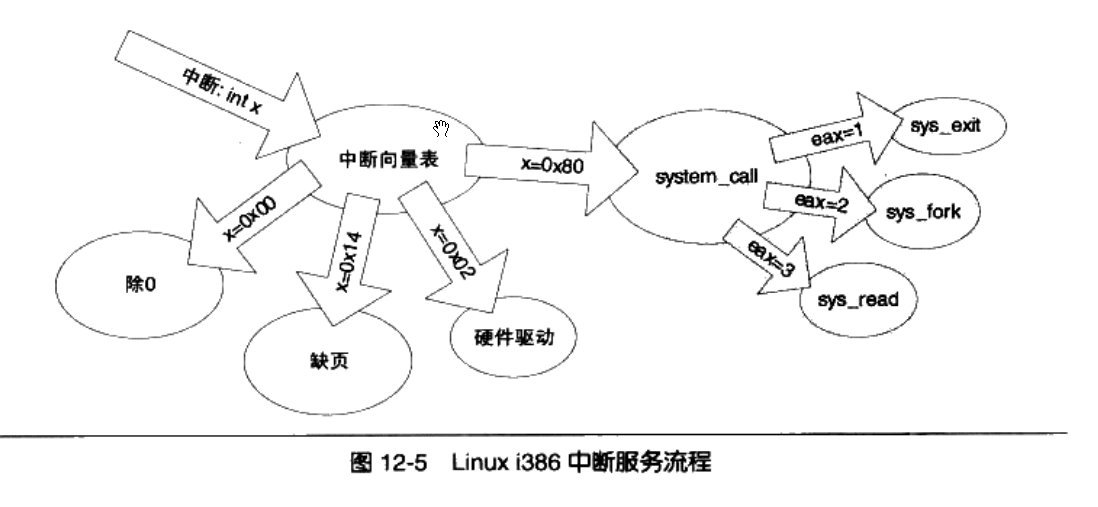 中断: int x
中断向量表
x=0x80
system_call
eax=1
sys_exit
eax=2
sys_fork
eax=3
sys_read
x=0x00
除0
x=0x14
缺页
x=0x02
硬件驱动
图 12-5 Linux i386 中断服务流程